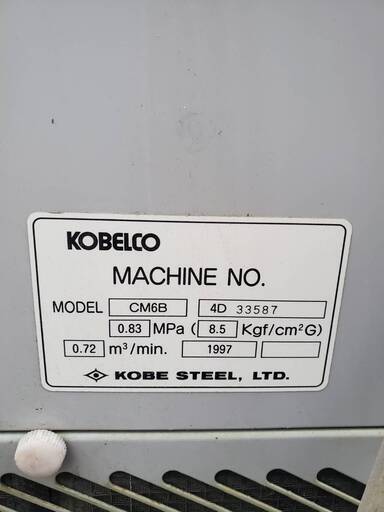 KOBELCO
MACHINE NO.
MODEL CM6B 4D 33587
0.83 MPa ( 8.5 Kgf/cm²G)
0.72 m³/min. 1997
KOBE STEEL, LTD.